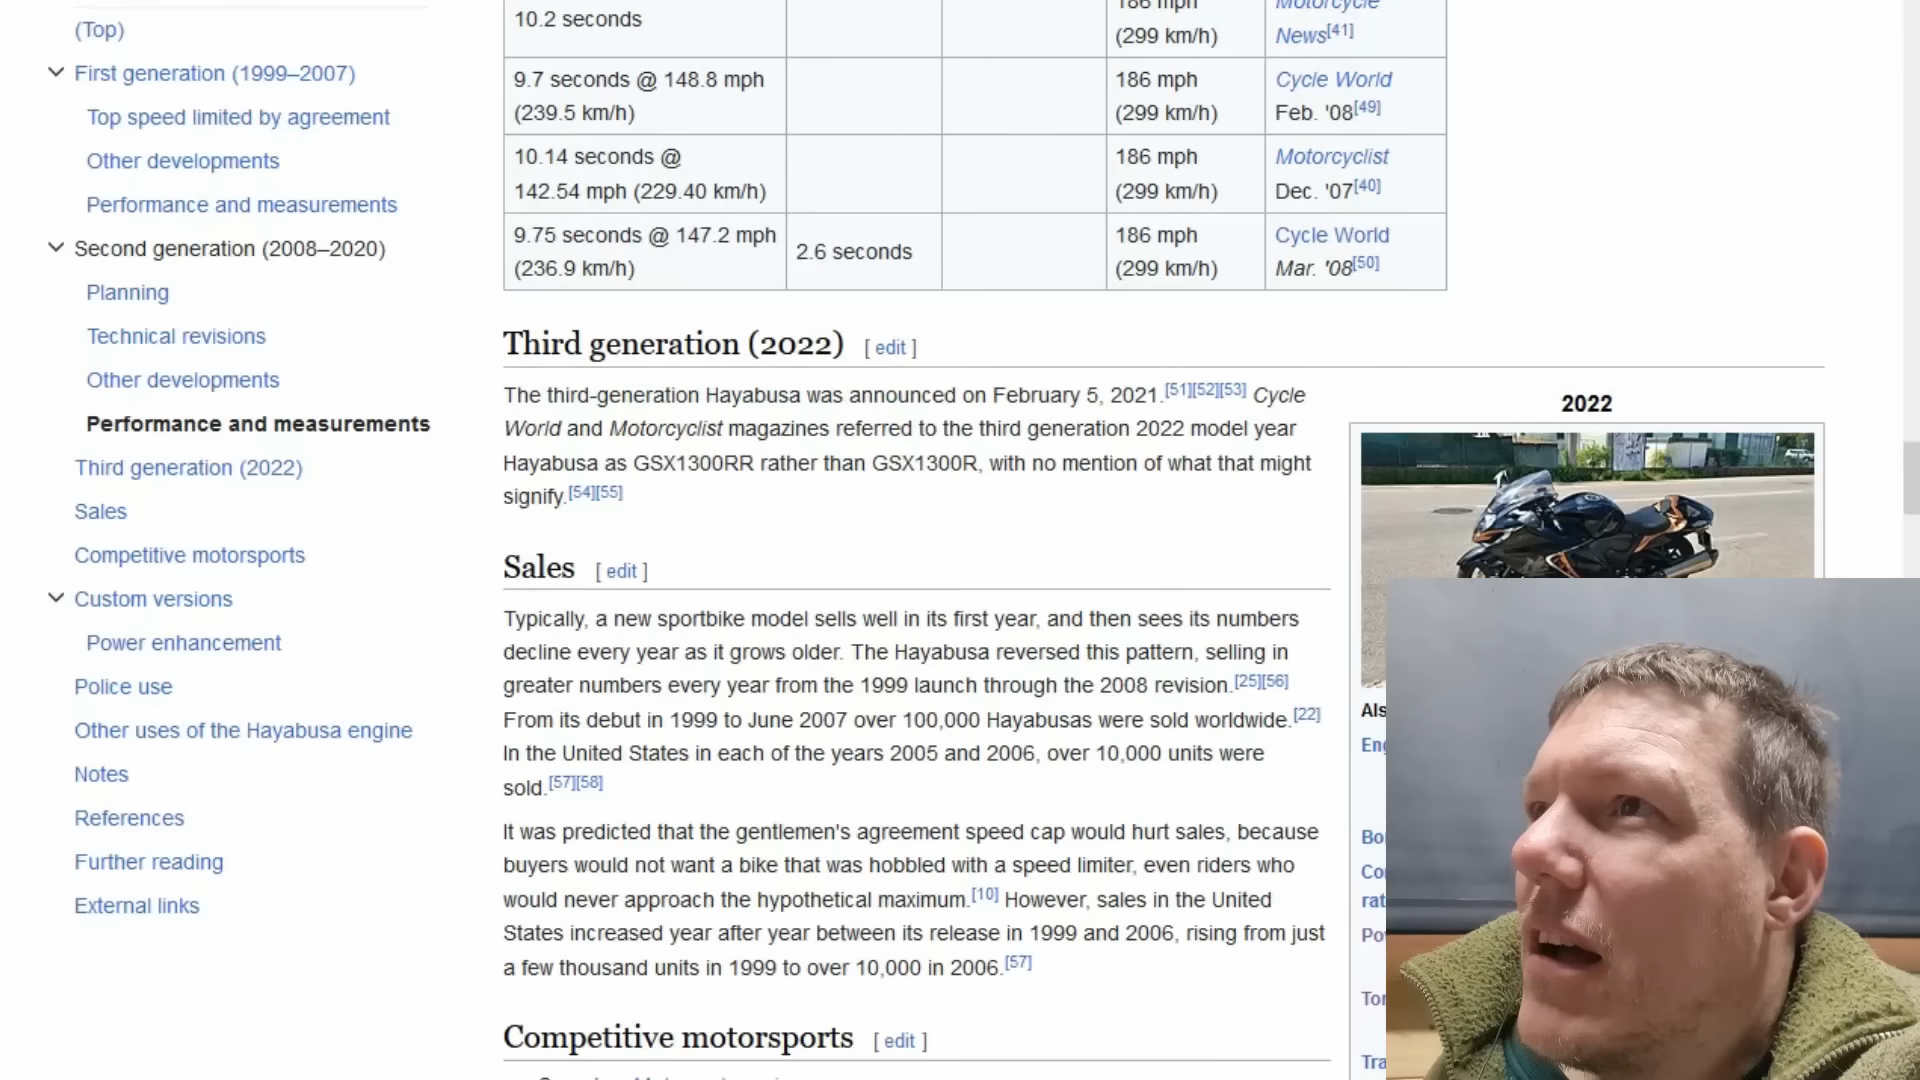 (Top)
First generation (1999–2007)
Top speed limited by agreement
Other developments
Performance and measurements
Second generation (2008–2020)
Planning
Technical revisions
Other developments
Performance and measurements
Third generation (2022)
Sales
Competitive motorsports
Custom versions
Power enhancement
Police use
Other uses of the Hayabusa engine
Notes
References
Further reading
External links
10.2 seconds
186 mph
(299 km/h)
Motorcycle
News[41]
9.7 seconds @ 148.8 mph
(239.5 km/h)
186 mph
(299 km/h)
Cycle World
Feb. '08[49]
10.14 seconds @
142.54 mph (229.40 km/h)
186 mph
(299 km/h)
Motorcyclist
Dec. '07[40]
9.75 seconds @ 147.2 mph
(236.9 km/h)
2.6 seconds
186 mph
(299 km/h)
Cycle World
Mar. '08[50]
Third generation (2022) [ edit ]
The third-generation Hayabusa was announced on February 5, 2021.[51][52][53] Cycle
World and Motorcyclist magazines referred to the third generation 2022 model year
Hayabusa as GSX1300RR rather than GSX1300R, with no mention of what that might
signify.[54][55]
2022
Sales [ edit ]
Typically, a new sportbike model sells well in its first year, and then sees its numbers
decline every year as it grows older. The Hayabusa reversed this pattern, selling in
greater numbers every year from the 1999 launch through the 2008 revision.[25][56]
From its debut in 1999 to June 2007 over 100,000 Hayabusas were sold worldwide.[22]
In the United States in each of the years 2005 and 2006, over 10,000 units were
sold.[57][58]
It was predicted that the gentlemen's agreement speed cap would hurt sales, because
buyers would not want a bike that was hobbled with a speed limiter, even riders who
would never approach the hypothetical maximum.[10] However, sales in the United
States increased year after year between its release in 1999 and 2006, rising from just
a few thousand units in 1999 to over 10,000 in 2006.[57]
Competitive motorsports [ edit ]